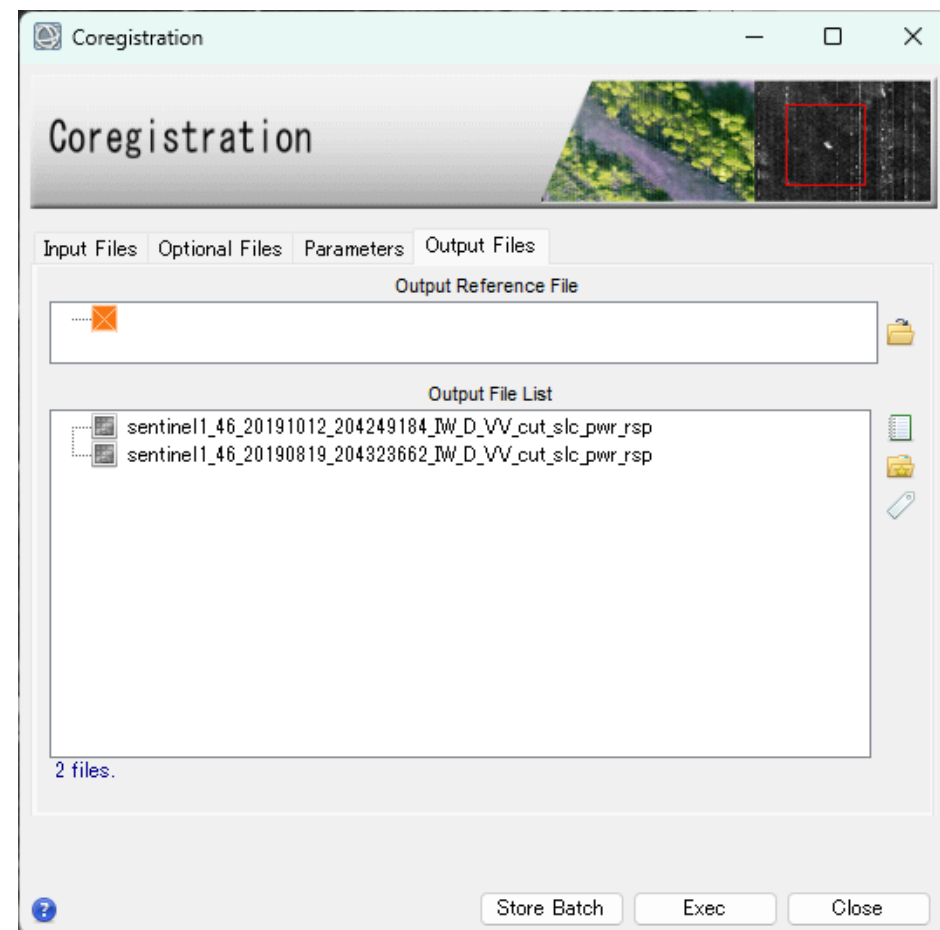 Coregistration
Coregistration
Input Files Optional Files Parameters Output Files
Output Reference File
Output File List
sentinel1_46_20191012_204249184_IW_D_VV_cut_slc_pwr_rsp
sentinel1_46_20190819_204323662_IW_D_VV_cut_slc_pwr_rsp
2 files.
Store Batch Exec Close